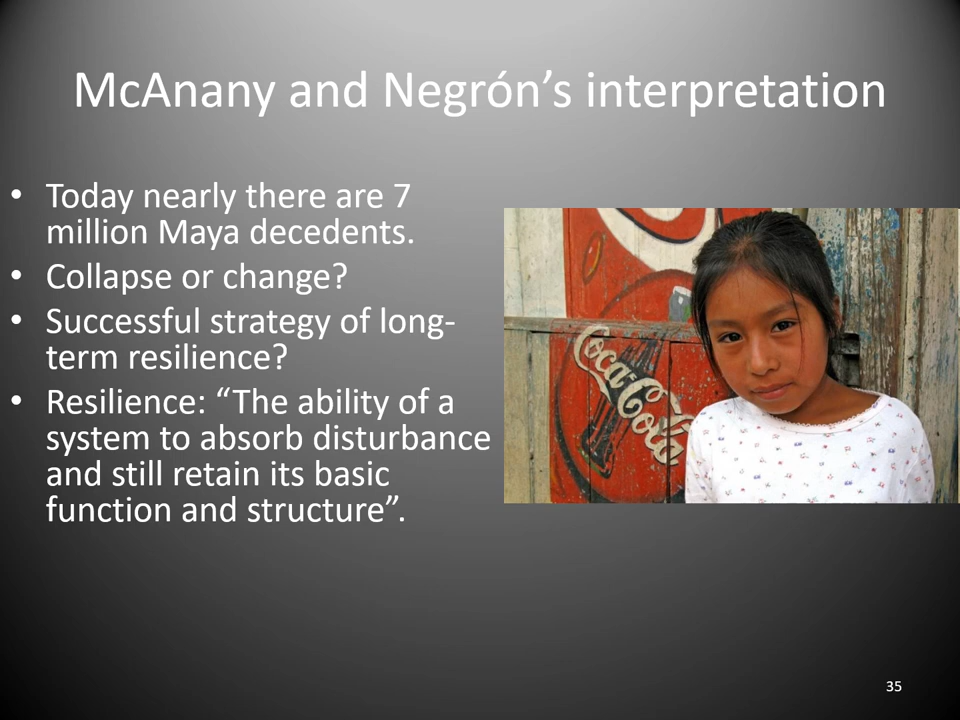 McAnany and Negrón’s interpretation
• Today nearly there are 7
million Maya decedents.
• Collapse or change?
• Successful strategy of long-
term resilience?
• Resilience: “The ability of a
system to absorb disturbance
and still retain its basic
function and structure”.
Coca-Cola
35